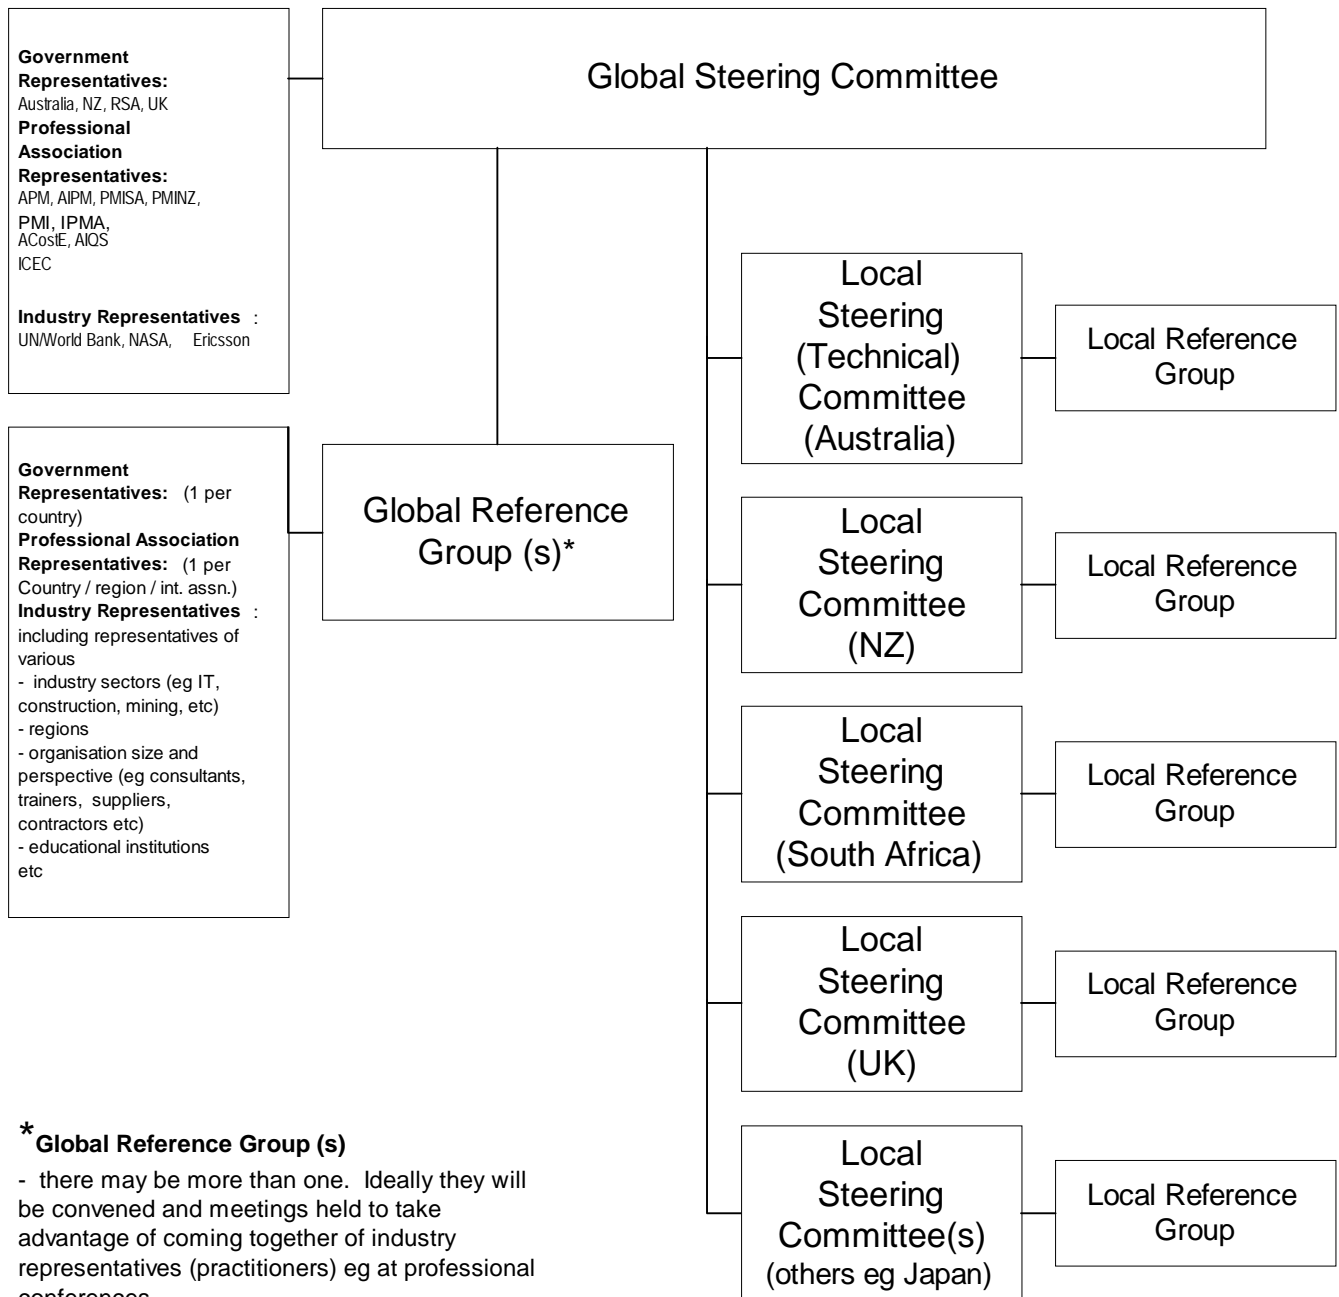 Government
Representatives:
Australia, NZ, RSA, UK
Professional
Association
Representatives:
APM, AIPM, PMISA, PMINZ,
PMI, IPMA,
ACostE, AIQS
ICEC
Industry Representatives :
UN/World Bank, NASA, Ericsson
Global Steering Committee
Government
Representatives: (1 per
country)
Professional Association
Representatives: (1 per
Country / region / int. assn.)
Industry Representatives :
including representatives of
various
- industry sectors (eg IT,
construction, mining, etc)
- regions
- organisation size and
perspective (eg consultants,
trainers, suppliers,
contractors etc)
- educational institutions
etc
Global Reference
Group (s)*
Local
Steering
(Technical)
Committee
(Australia)
Local Reference
Group
Local
Steering
Committee
(NZ)
Local Reference
Group
Local
Steering
Committee
(South Africa)
Local Reference
Group
Local
Steering
Committee
(UK)
Local Reference
Group
Local
Steering
Committee(s)
(others eg Japan)
Local Reference
Group
*Global Reference Group (s)
- there may be more than one. Ideally they will
be convened and meetings held to take
advantage of coming together of industry
representatives (practitioners) eg at professional
conferences